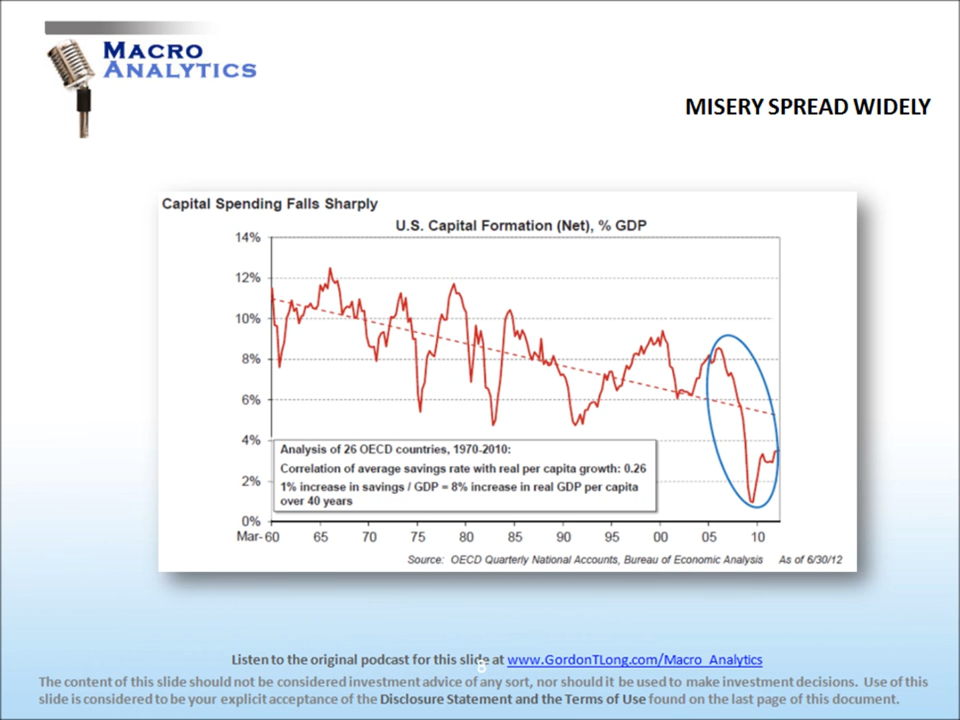 MACRO
ANALYTICS
MISERY SPREAD WIDELY
Capital Spending Falls Sharply
U.S. Capital Formation (Net), % GDP
14%
12%
10%
8%
6%
4%
2%
0%
Analysis of 26 OECD countries, 1970-2010:
Correlation of average savings rate with real per capita growth: 0.26
1% increase in savings / GDP = 8% increase in real GDP per capita
over 40 years
Mar-60 65 70 75 80 85 90 95 00 05 10
Source: OECD Quarterly National Accounts, Bureau of Economic Analysis As of 6/30/12
Listen to the original podcast for this slide at www.GordonTLong.com/Macro_Analytics
8
The content of this slide should not be considered investment advice of any sort, nor should it be used to make investment decisions. Use of this
slide is considered to be your explicit acceptance of the Disclosure Statement and the Terms of Use found on the last page of this document.